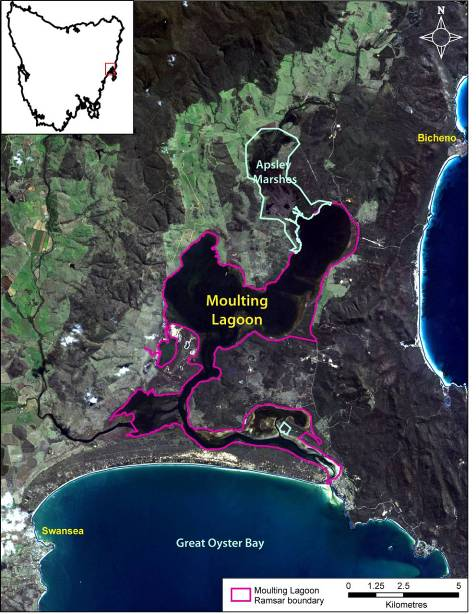 N
Bicheno
Apsley
Marshes
Moulting
Lagoon
Swansea
Great Oyster Bay
Moulting Lagoon
Ramsar boundary
0 1.25 2.5 5
Kilometres